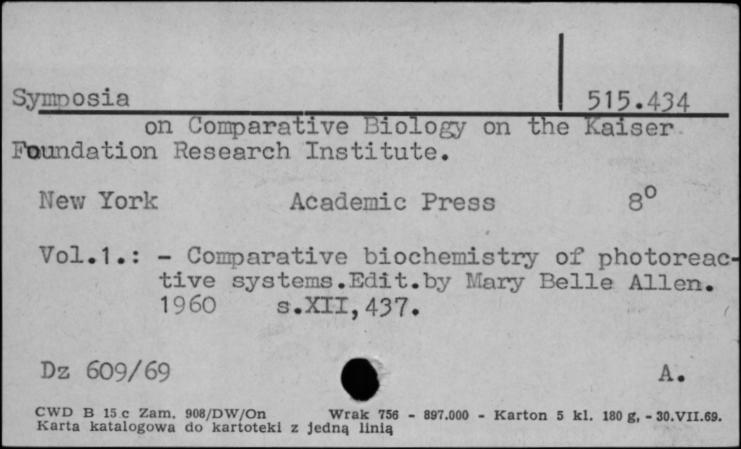 Symposia 515.434
on Comparative Biology on the Kaiser
Foundation Research Institute.
New York Academic Press 8°
Vol.1.: - Comparative biochemistry of photoreac-
tive systems.Edit.by Mary Belle Allen.
1960 s.XII,437.
Dz 609/69 A.
CWD B 15 c Zam. 908/DW/On Wrak 756 - 897.000 - Karton 5 kl. 180 g, - 30.VII.69.
Karta katalogowa do kartoteki z jedną linią